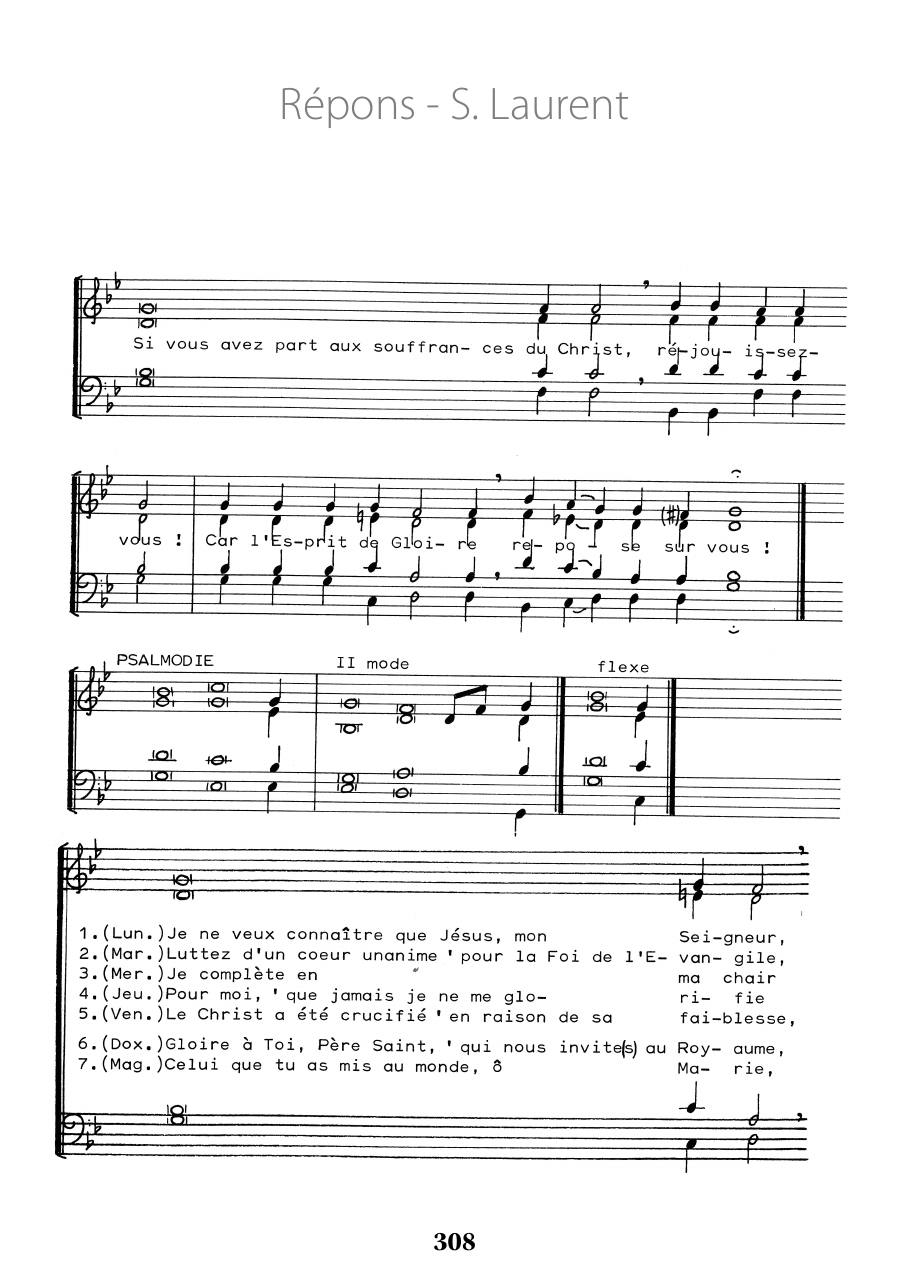 Répons - S. Laurent
Si vous avez part aux souffran- ces du Christ, ré-jou- is-sez-
vous ! Car l'Es-prit de Gloi- re re- po - se sur vous !
PSALMODIE II mode flexe
1.(Lun.)Je ne veux connaître que Jésus, mon Sei-gneur,
2.(Mar.)Luttez d'un coeur unanime ' pour la Foi de l'E- van- gile,
3.(Mer.)Je complète en ma chair
4.(Jeu.)Pour moi, ' que jamais je ne me glo- ri- fie
5.(Ven.)Le Christ a été crucifié ' en raison de sa fai-blesse,
6.(Dox.)Gloire à Toi, Père Saint, ' qui nous invite(s) au Roy- aume,
7.(Mag.)Celui que tu as mis au monde, ô Ma- rie,
308